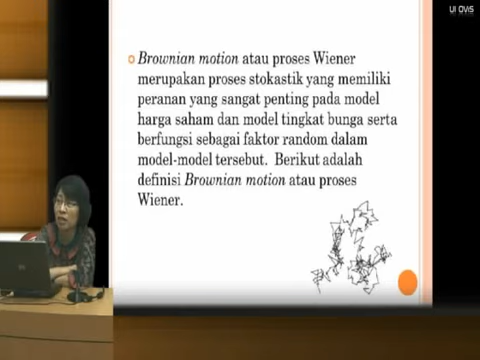 UI OVIS
Brownian motion atau proses Wiener
merupakan proses stokastik yang memiliki
peranan yang sangat penting pada model
harga saham dan model tingkat bunga serta
berfungsi sebagai faktor random dalam
model-model tersebut. Berikut adalah
definisi Brownian motion atau proses
Wiener.